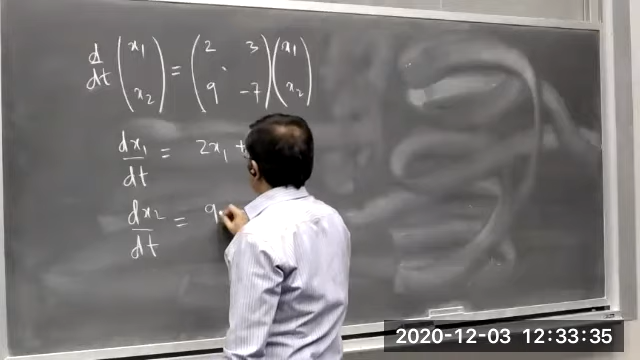 d/dt (x₁ x₂) = (2 3 9 -7)(x₁ x₂)
dx₁/dt = 2x₁ +
dx₂/dt = 9
2020-12-03 12:33:35